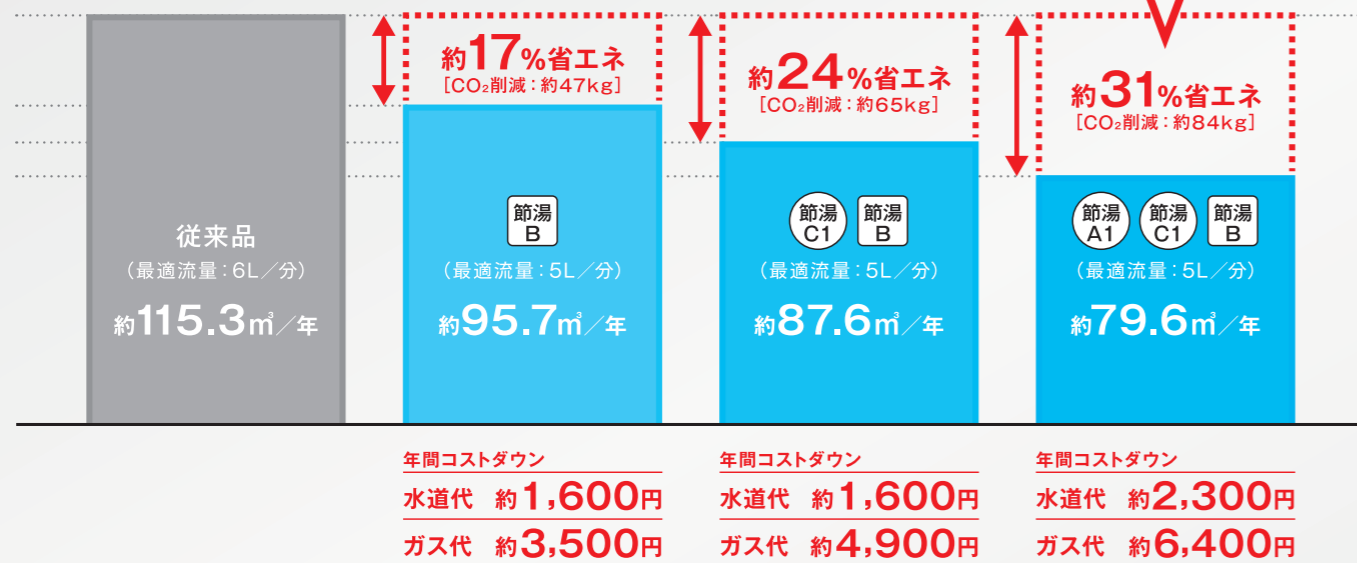 従来品
（最適流量：6L／分）
約115.3㎥／年
約17%省エネ
［CO₂削減：約47kg］
節湯
B
（最適流量：5L／分）
約95.7㎥／年
年間コストダウン
水道代 約1,600円
ガス代 約3,500円
約24%省エネ
［CO₂削減：約65kg］
節湯
C1
節湯
B
（最適流量：5L／分）
約87.6㎥／年
年間コストダウン
水道代 約1,600円
ガス代 約4,900円
約31%省エネ
［CO₂削減：約84kg］
節湯
A1
節湯
C1
節湯
B
（最適流量：5L／分）
約79.6㎥／年
年間コストダウン
水道代 約2,300円
ガス代 約6,400円